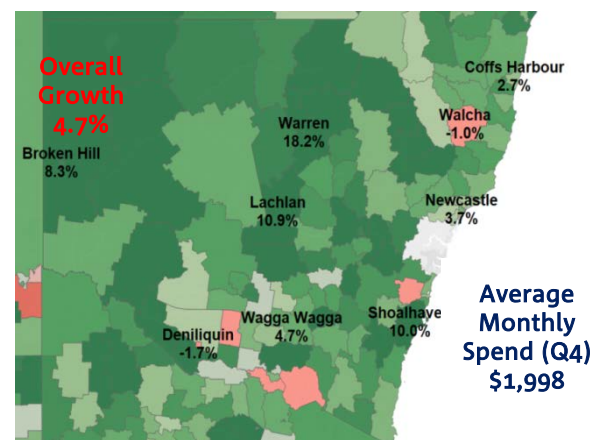 Overall
Growth
4.7%
Coffs Harbour
2.7%
Walcha
-1.0%
Warren
18.2%
Broken Hill
8.3%
Lachlan
10.9%
Newcastle
3.7%
Deniliquin
-1.7%
Wagga Wagga
4.7%
Shoalhave
10.0%
Average
Monthly
Spend (Q4)
$1,998